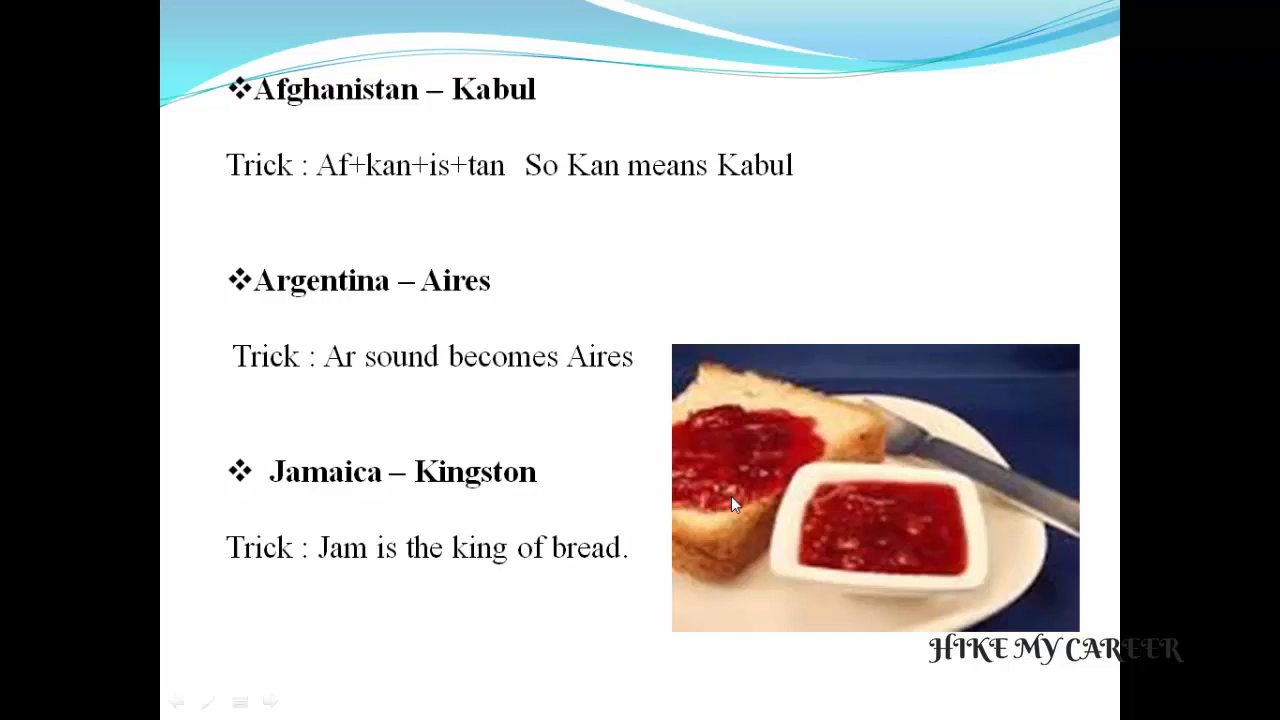 ❖Afghanistan – Kabul
Trick : Af+kan+is+tan So Kan means Kabul
❖Argentina – Aires
Trick : Ar sound becomes Aires
❖ Jamaica – Kingston
Trick : Jam is the king of bread.
HIKE MY CAREER